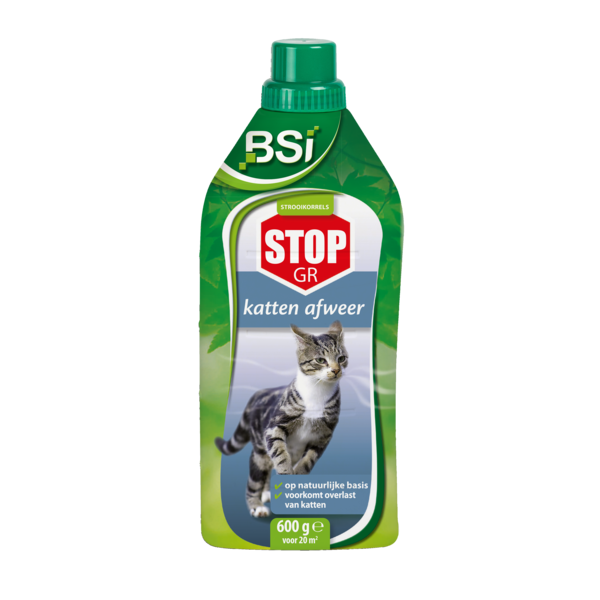 BSi
STROOIKORRELS
STOP
GR
katten afweer
✓ op natuurlijke basis
✓ voorkomt overlast
van katten
600 g ℮
voor 20 m²